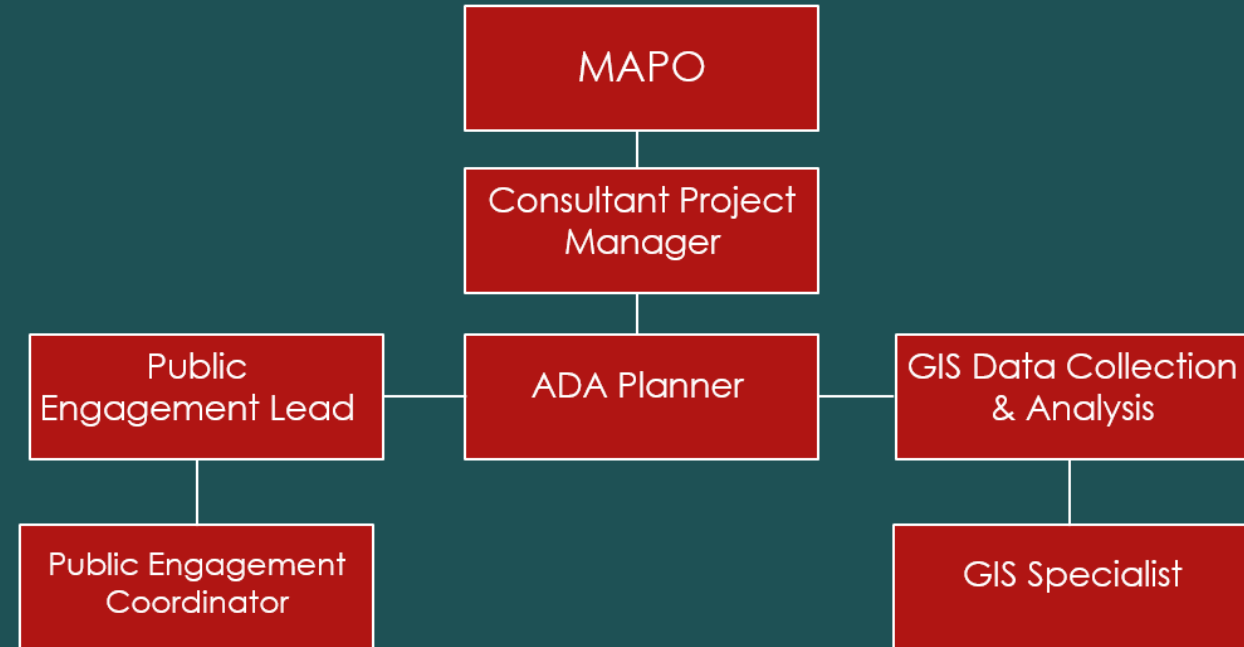 MAPO
Consultant Project
Manager
Public
Engagement Lead
ADA Planner
GIS Data Collection
& Analysis
Public Engagement
Coordinator
GIS Specialist